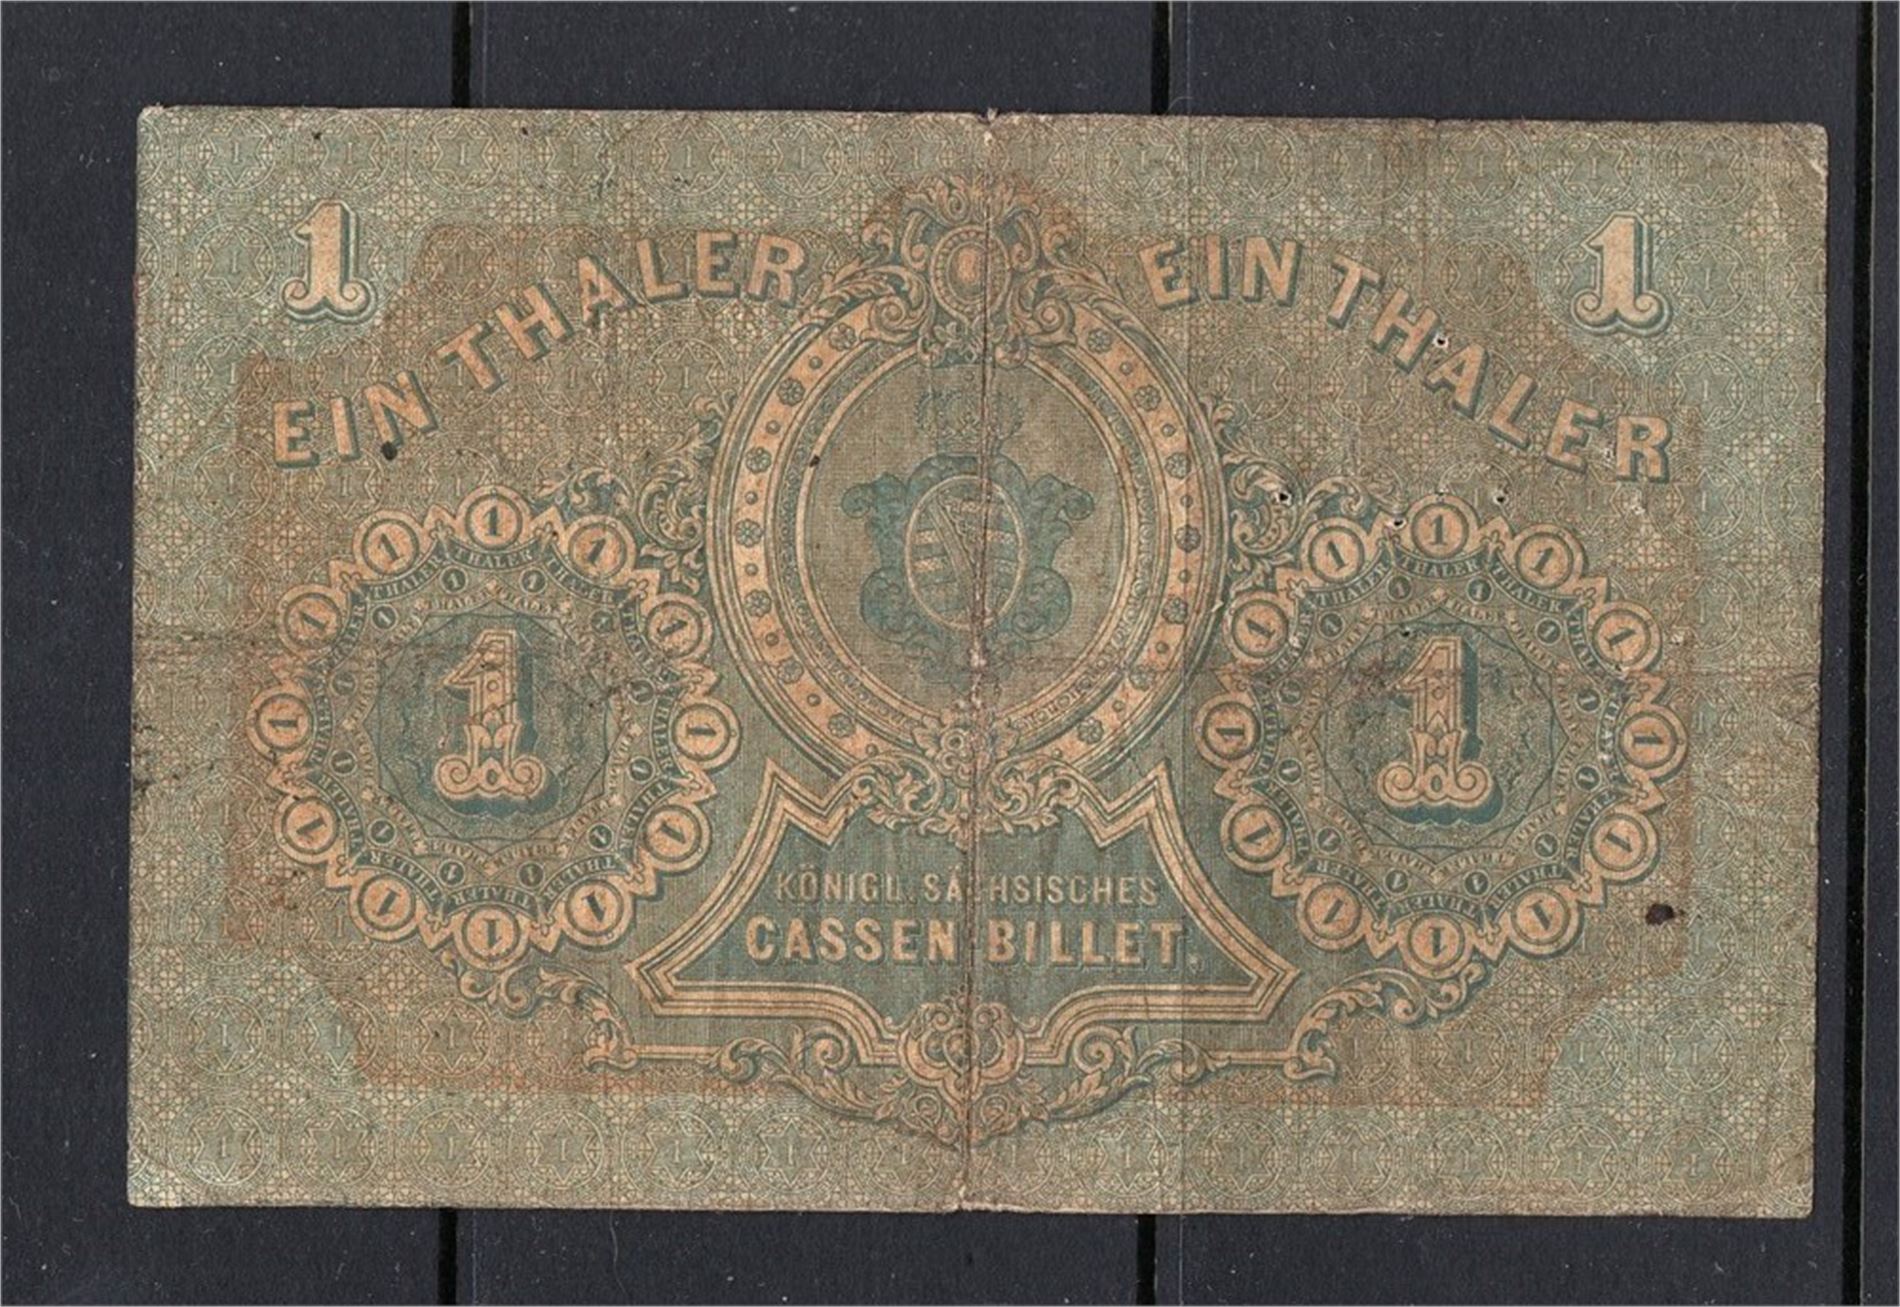 1
1
EIN THALER
EIN THALER
1
1
KÖNIGL. SÄCHSISCHES
CASSEN BILLET.